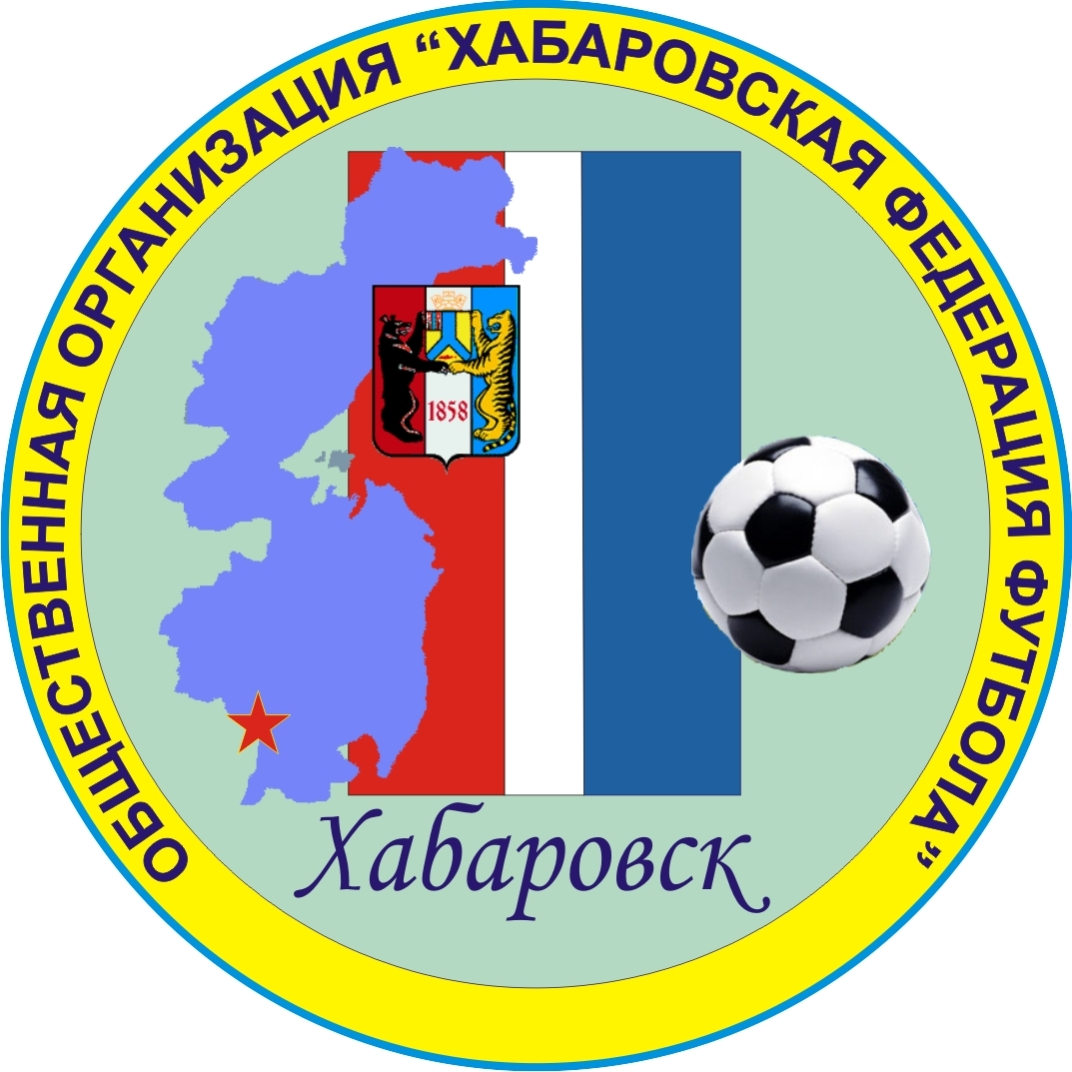 ОБЩЕСТВЕННАЯ ОРГАНИЗАЦИЯ “ХАБАРОВСКАЯ ФЕДЕРАЦИЯ ФУТБОЛА”
1858
Хабаровск